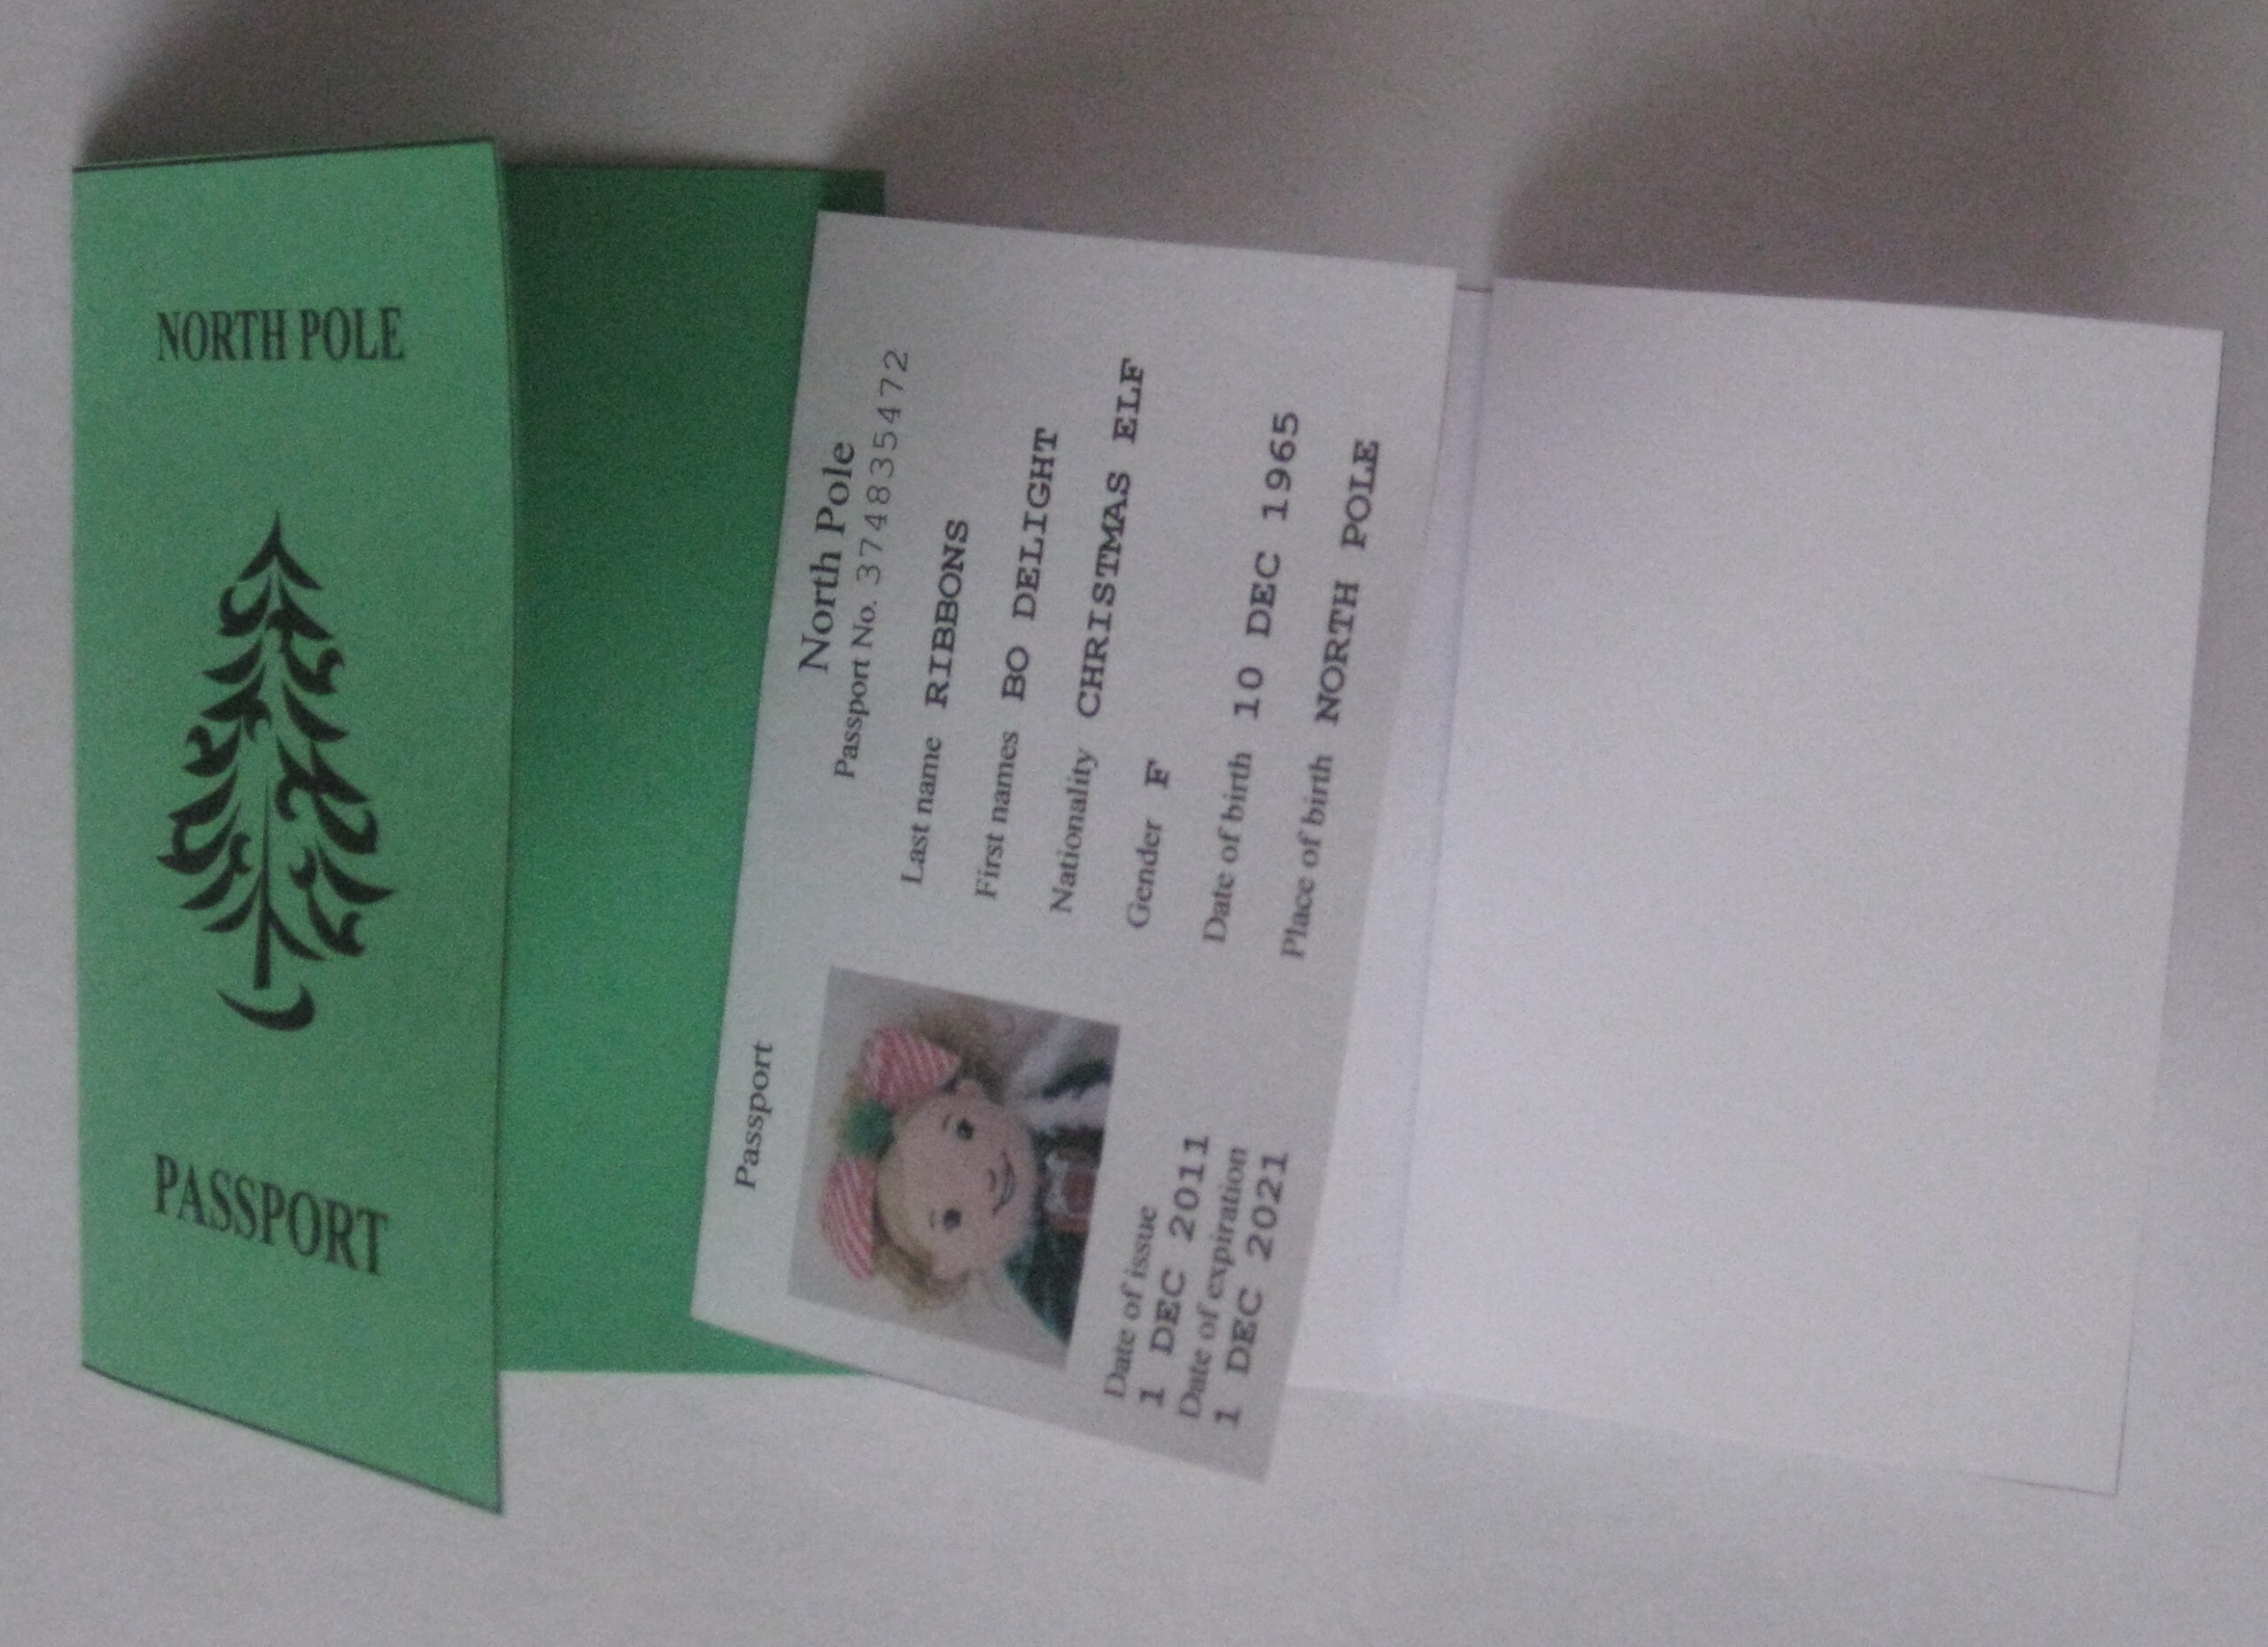 NORTH POLE
PASSPORT
Passport
North Pole
Passport No. 374835472
Last name RIBBONS
First names BO DELIGHT
Nationality CHRISTMAS ELF
Gender F
Date of birth 10 DEC 1965
Place of birth NORTH POLE
Date of issue
1 DEC 2011
Date of expiration
1 DEC 2021